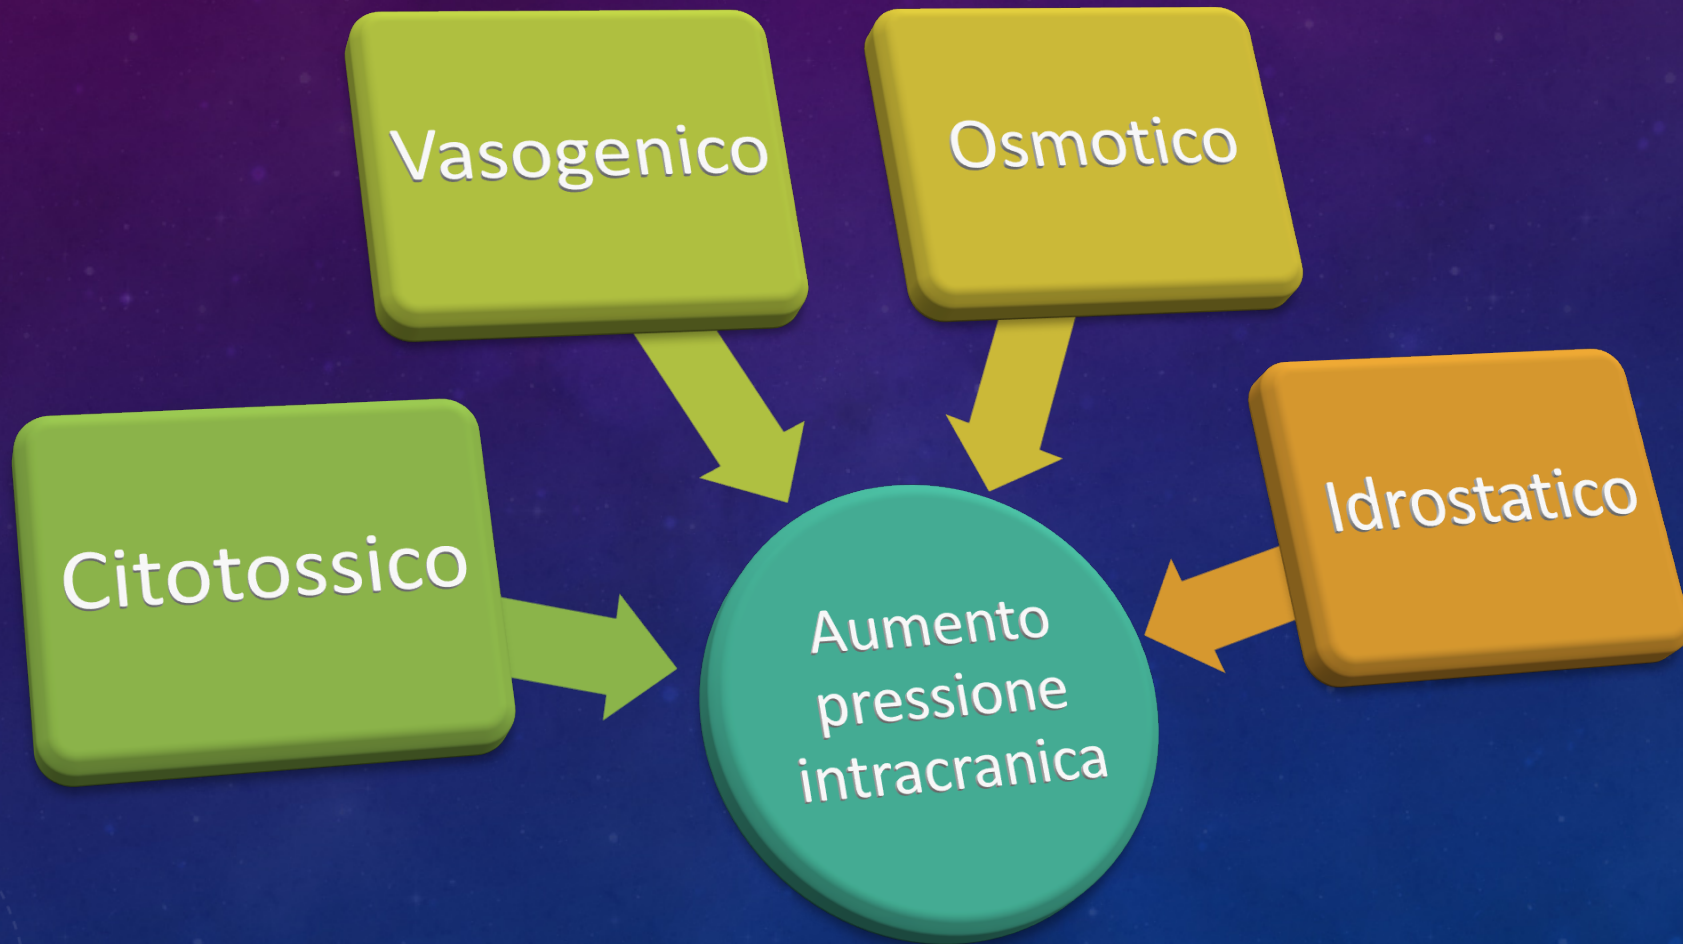 Vasogenico
Osmotico
Citotossico
Idrostatico
Aumento
pressione
intracranica